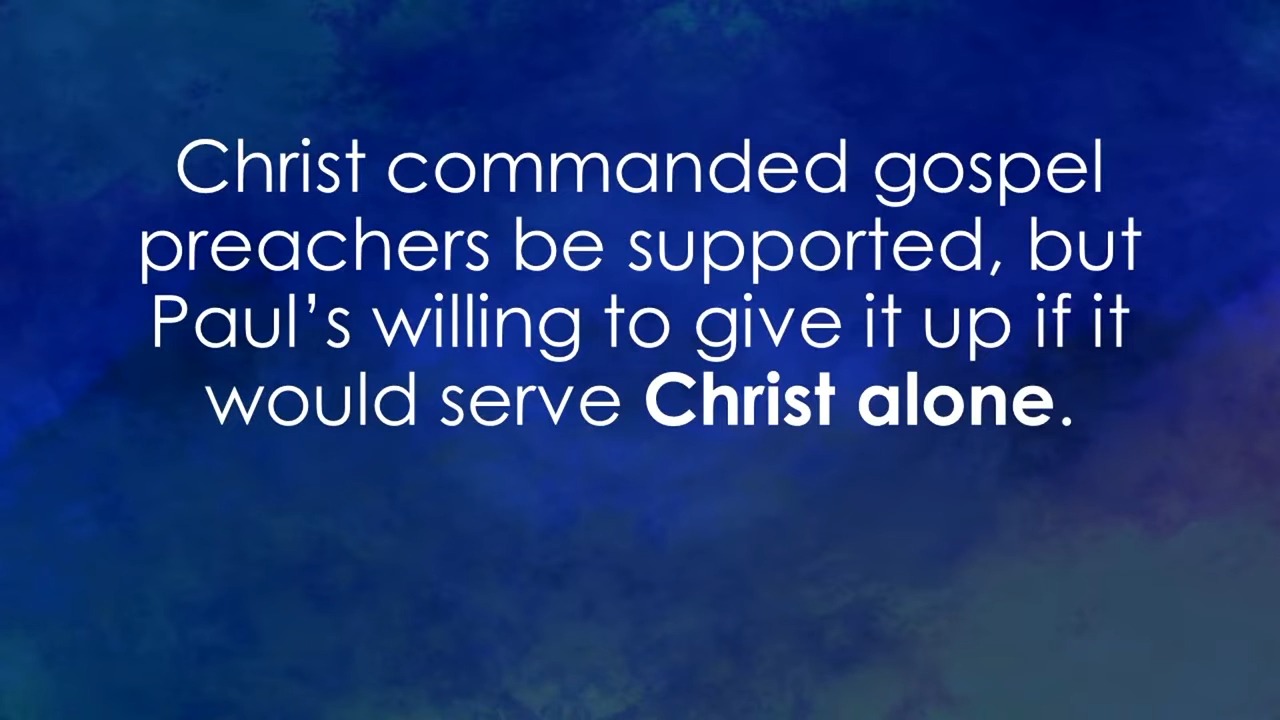 Christ commanded gospel
preachers be supported, but
Paul’s willing to give it up if it
would serve Christ alone.